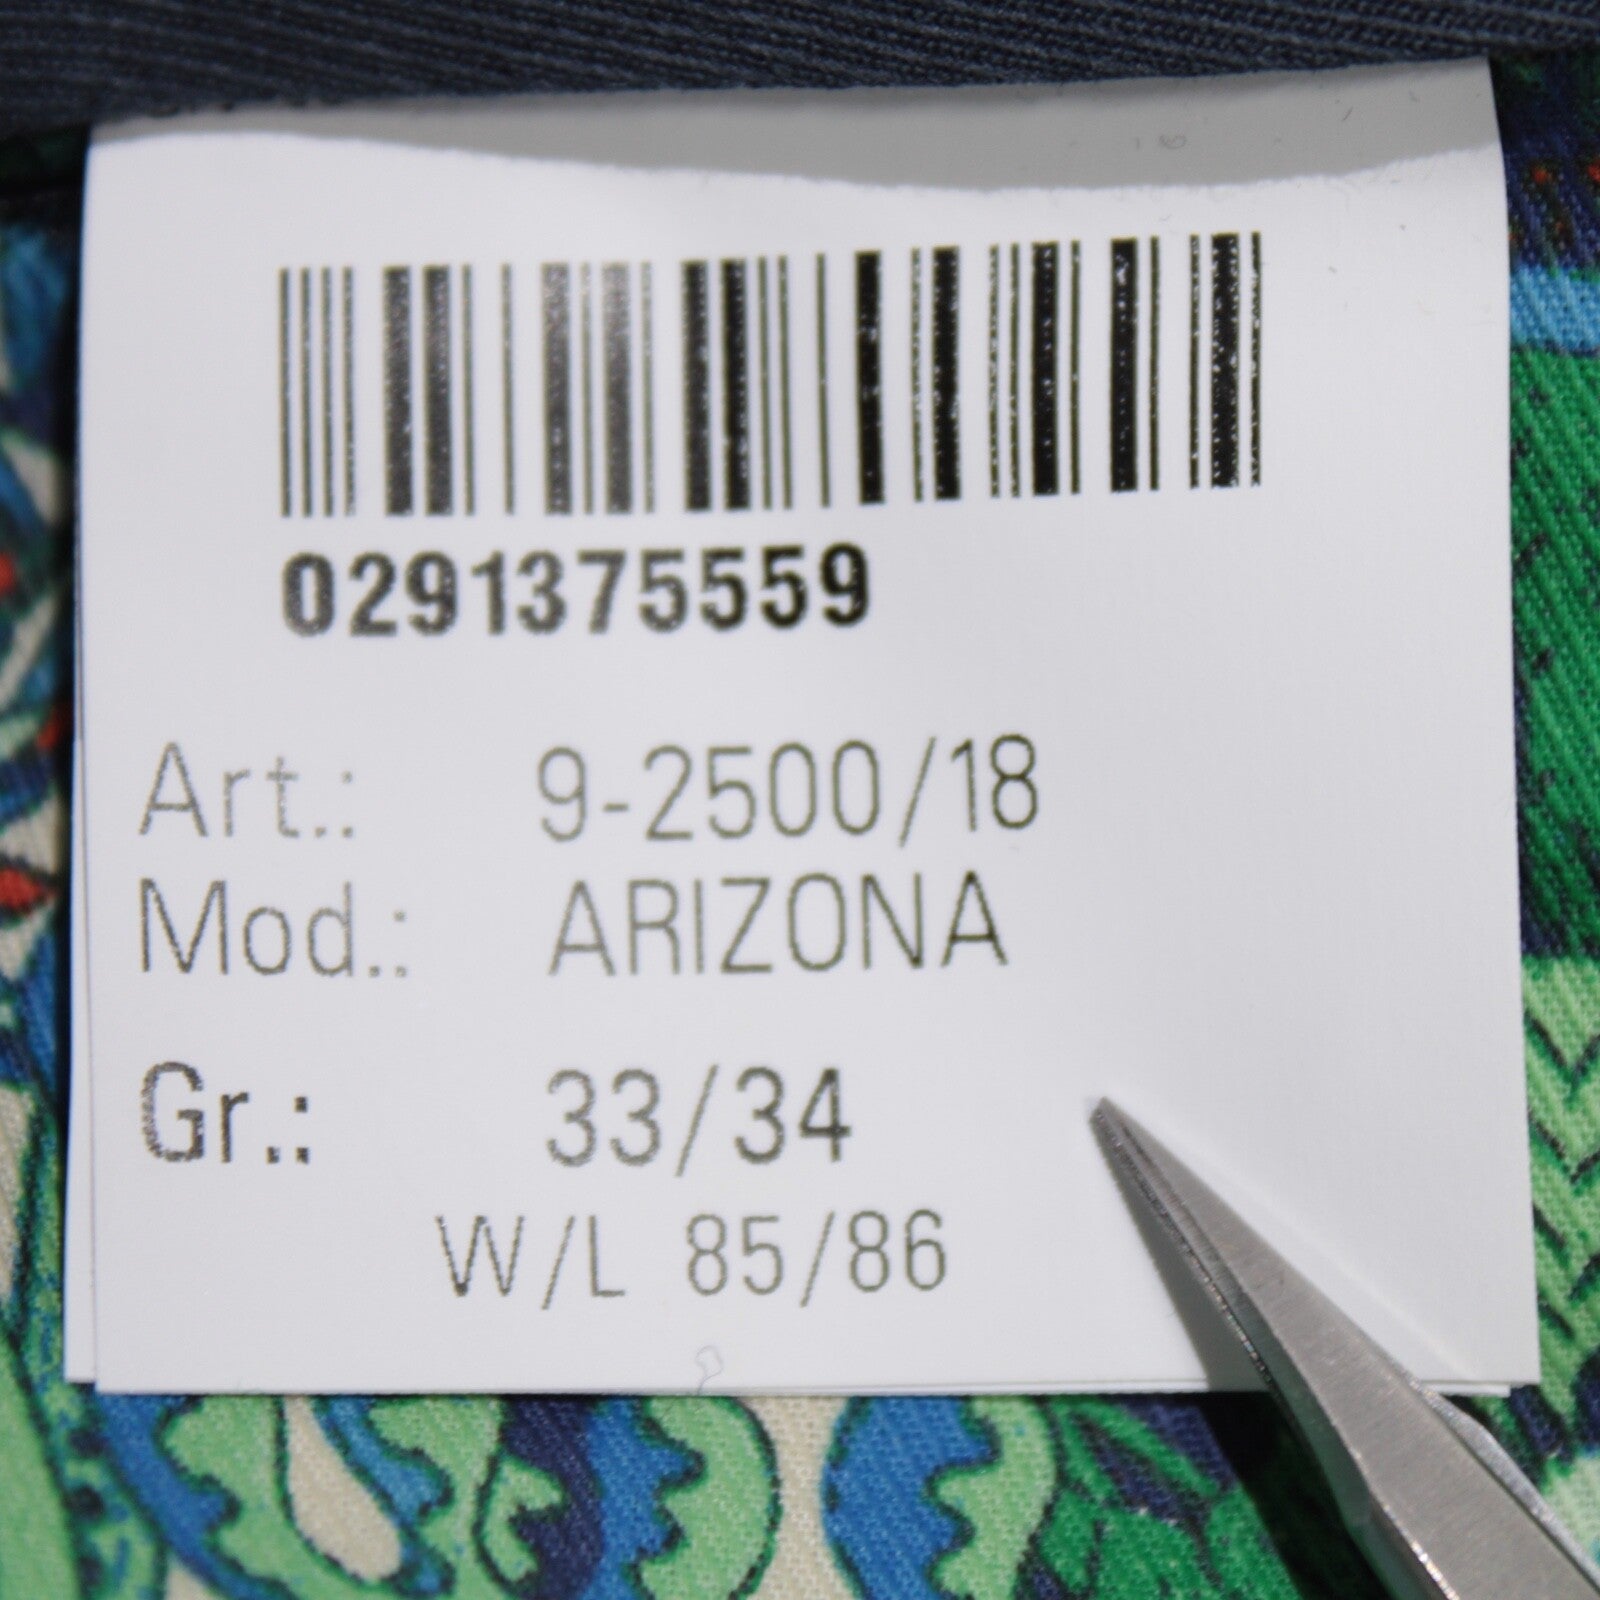 0291375559
Art.: 9-2500/18
Mod.: ARIZONA
Gr.: 33/34
W/L 85/86